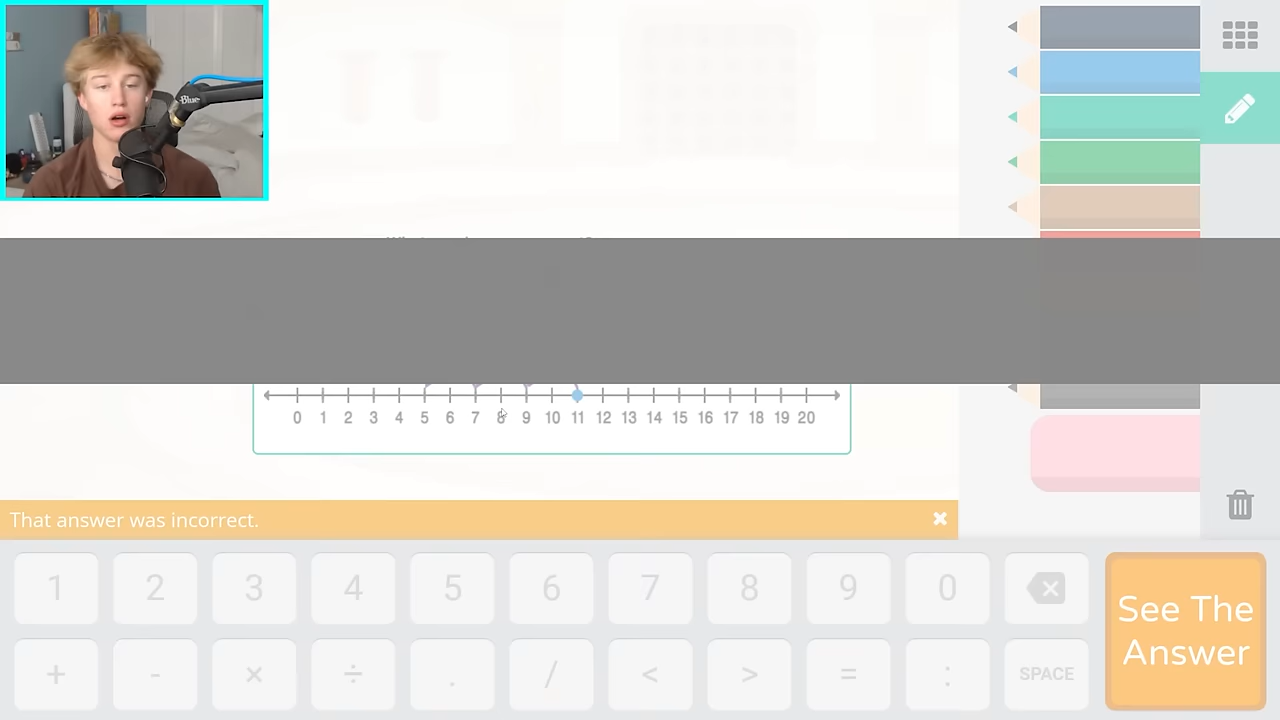 Blue
0 1 2 3 4 5 6 7 8 9 10 11 12 13 14 15 16 17 18 19 20
That answer was incorrect.
1 2 3 4 5 6 7 8 9 0
See The
Answer
+ - × ÷ . / < > = : SPACE